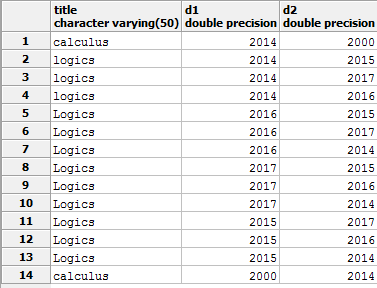 title character varying(50) d1 double precision d2 double precision
1 calculus 2014 2000
2 logics 2014 2015
3 logics 2014 2017
4 logics 2014 2016
5 Logics 2016 2015
6 Logics 2016 2017
7 Logics 2016 2014
8 Logics 2017 2015
9 Logics 2017 2016
10 Logics 2017 2014
11 Logics 2015 2017
12 Logics 2015 2016
13 Logics 2015 2014
14 calculus 2000 2014